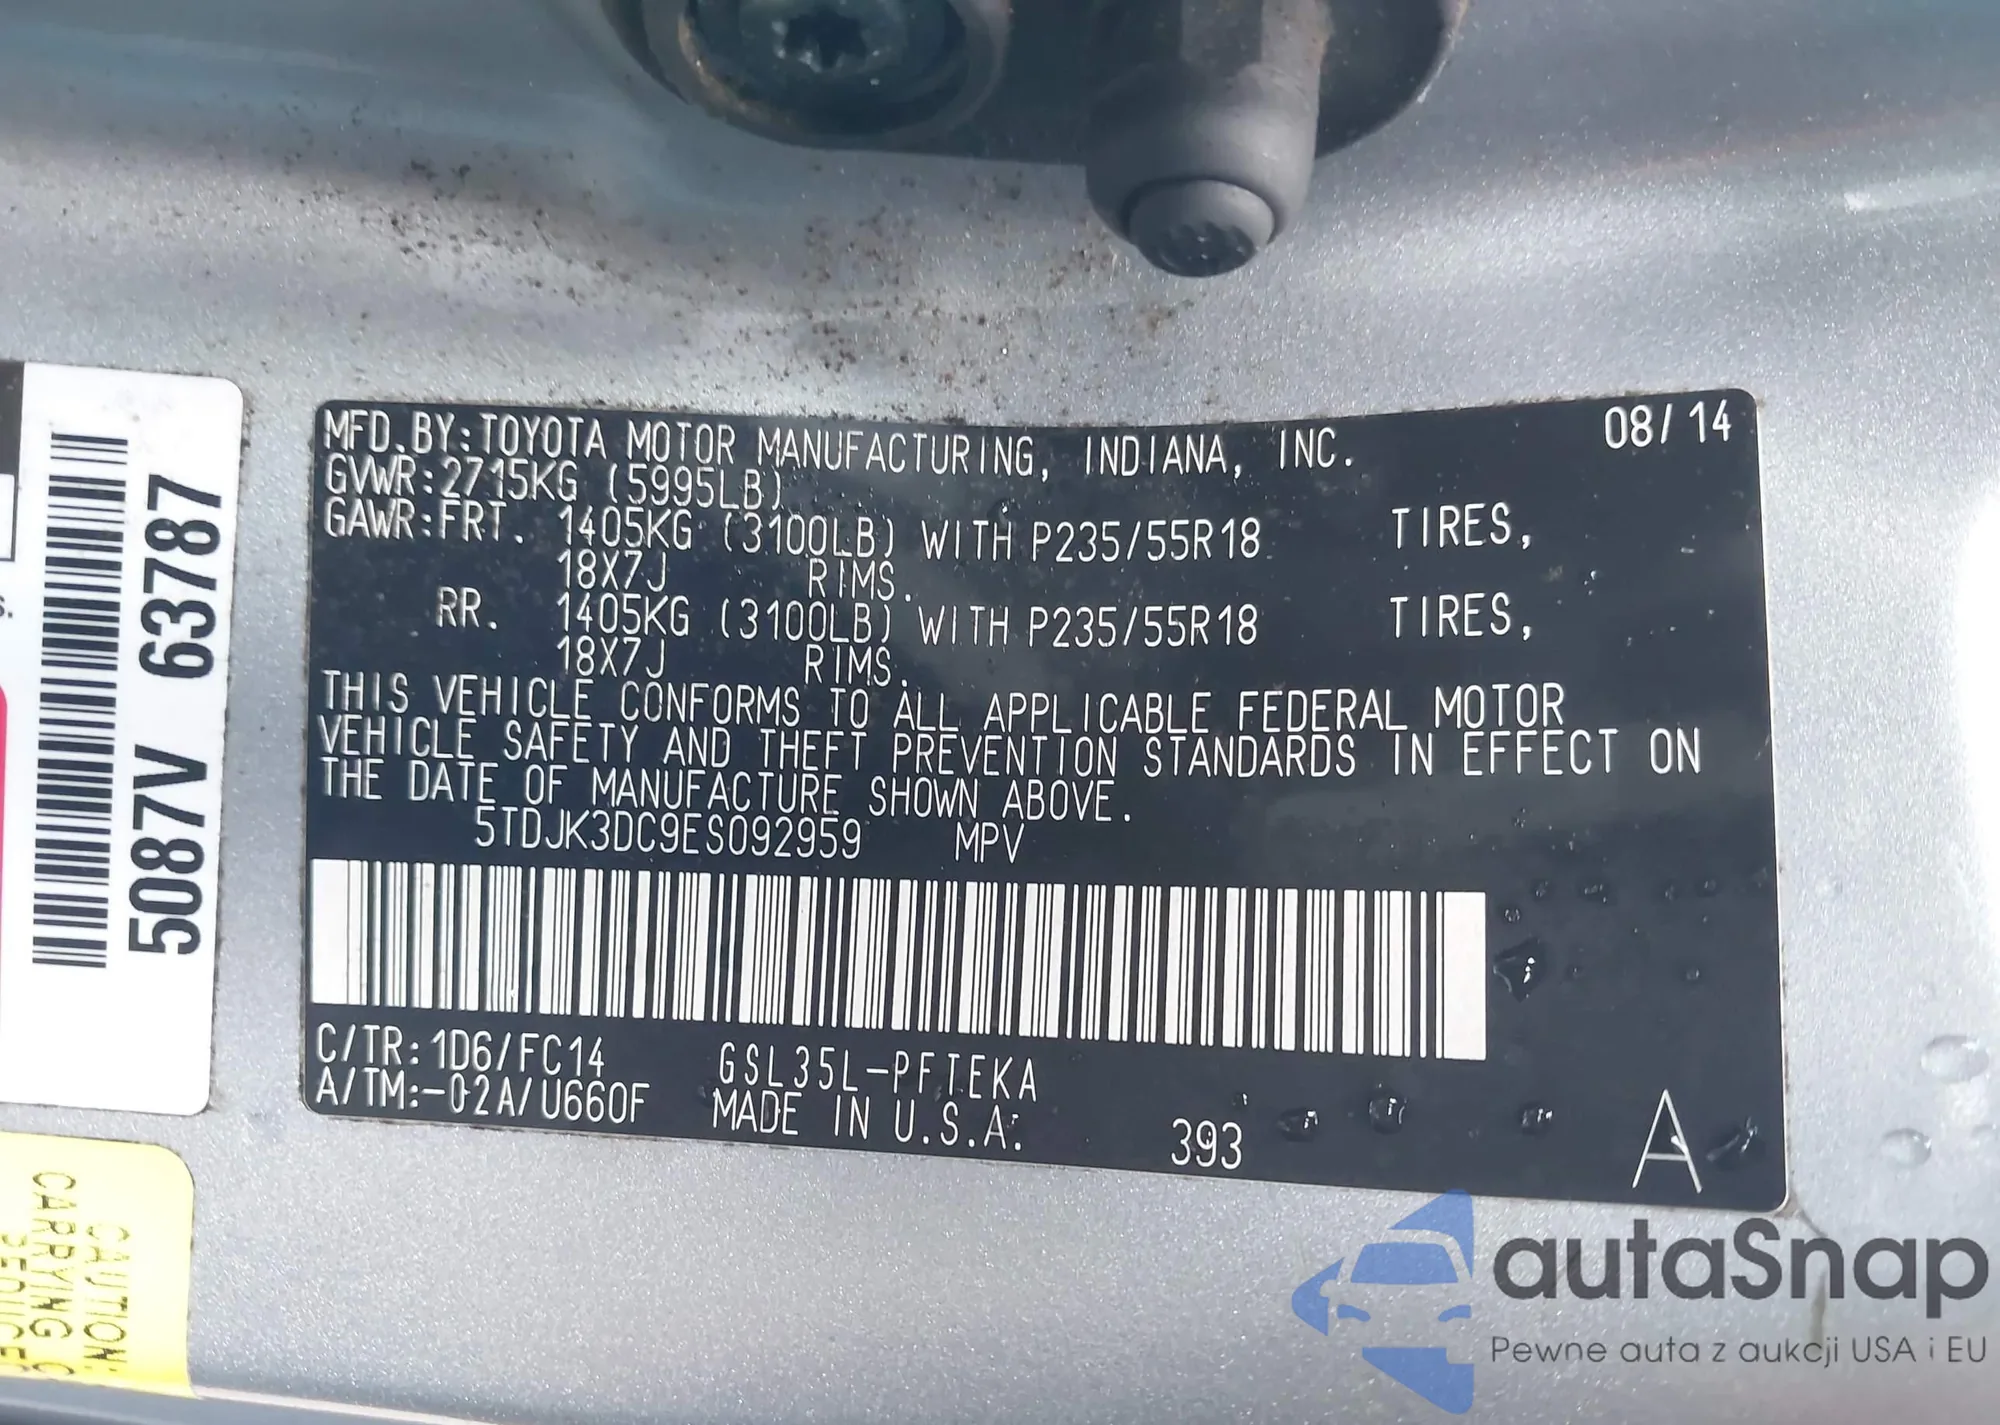 MFD.BY:TOYOTA MOTOR MANUFACTURING, INDIANA, INC. 08/14
GVWR:2715KG (5995LB)
GAWR:FRT. 1405KG (3100LB) WITH P235/55R18 TIRES,
18X7J RIMS.
RR. 1405KG (3100LB) WITH P235/55R18 TIRES,
18X7J RIMS.
THIS VEHICLE CONFORMS TO ALL APPLICABLE FEDERAL MOTOR
VEHICLE SAFETY AND THEFT PREVENTION STANDARDS IN EFFECT ON
THE DATE OF MANUFACTURE SHOWN ABOVE.
5TDJK3DC9ES092959 MPV
C/TR:1D6/FC14 GSL35L-PFTEKA
A/TM:-02A/U660F MADE IN U.S.A. 393 A
5087V 63787
CAUTION:
CARRYING
autaSnap
Pewne auta z aukcji USA i EU